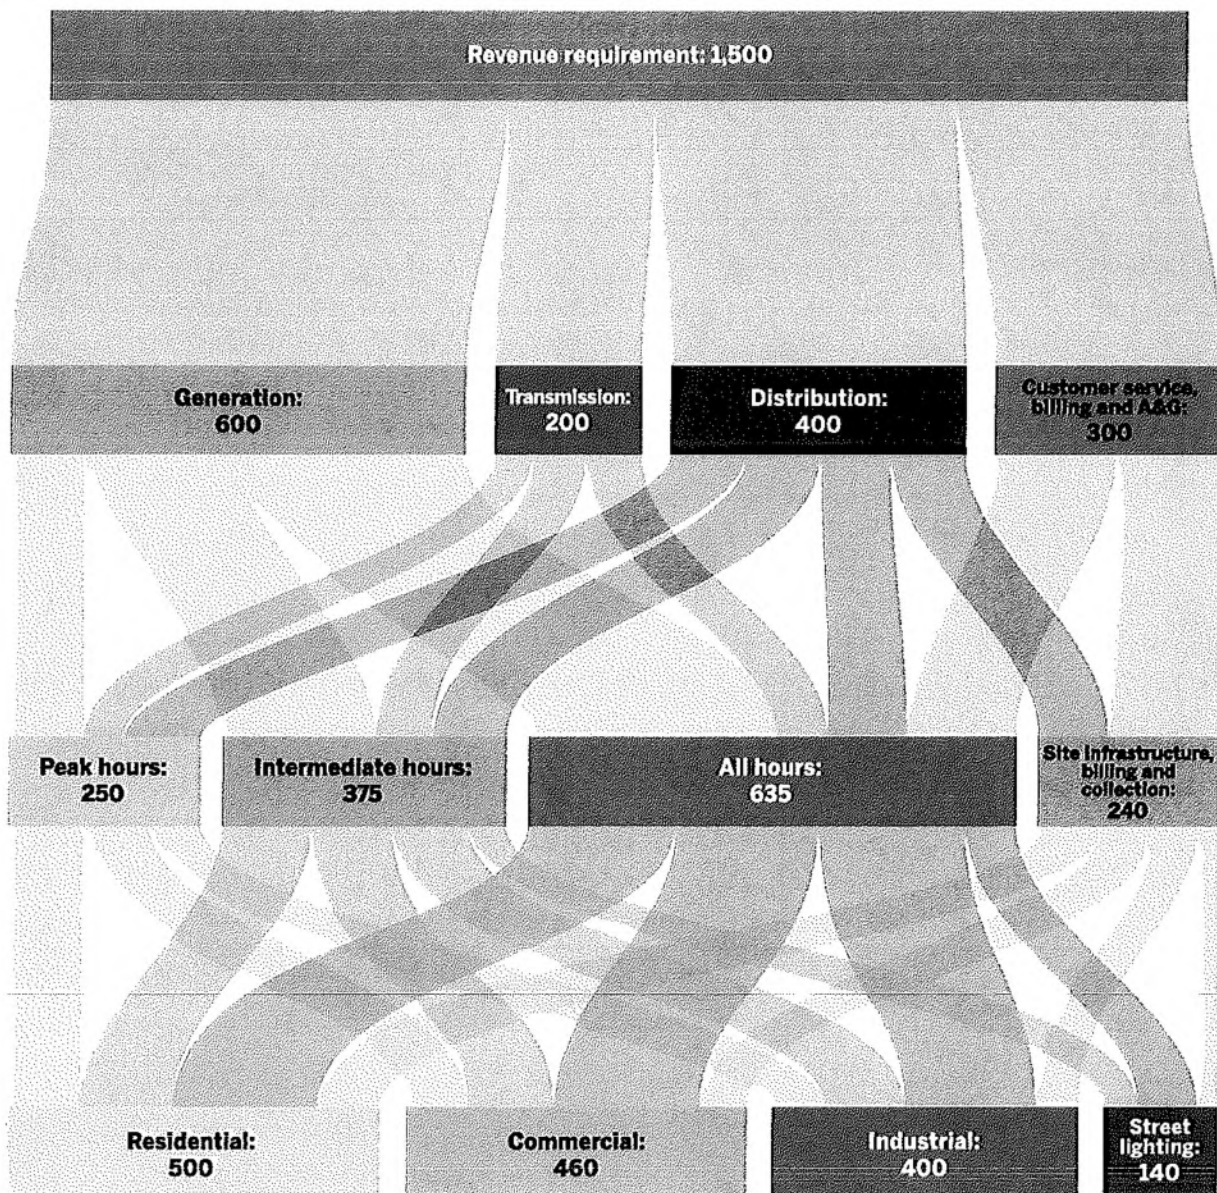 Revenue requirement: 1,500
Generation:
600
Transmission:
200
Distribution:
400
Customer service,
billing and A&G:
300
Peak hours:
250
Intermediate hours:
375
All hours:
635
Site infrastructure,
billing and
collection:
240
Residential:
500
Commercial:
460
Industrial:
400
Street
lighting:
140